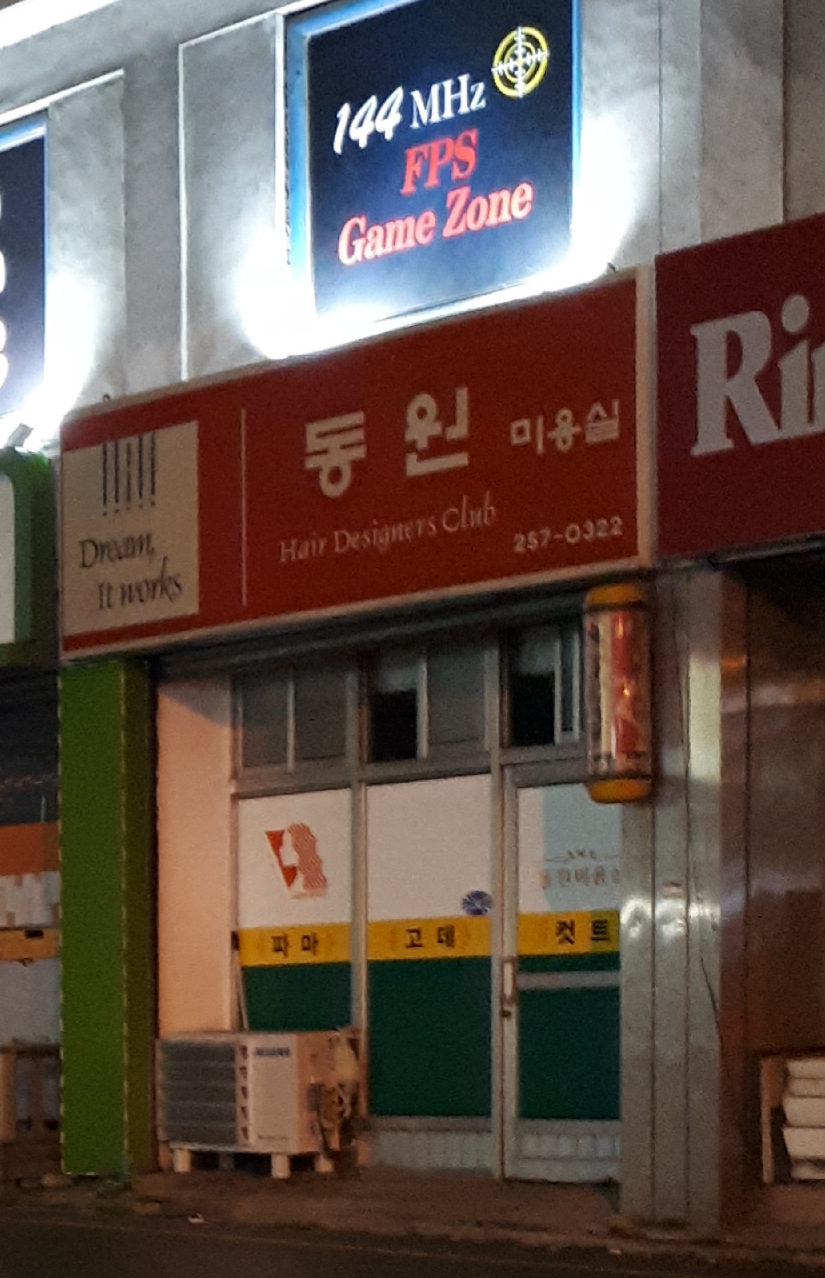 144 MHz
FPS
Game Zone
Dream,
It works
동원 미용실
Hair Designers Club
257-0322
파마
고데
컷트